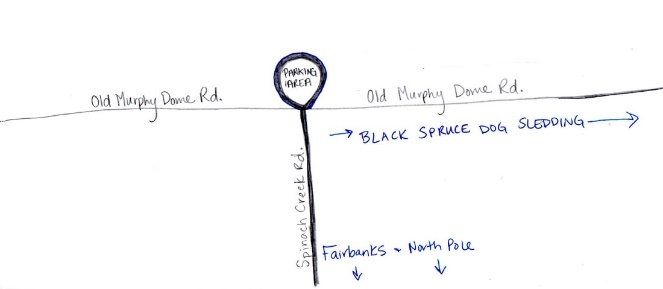 PARKING
AREA
Old Murphy Dome Rd.
Old Murphy Dome Rd.
→ BLACK SPRUCE DOG SLEDDING →
Spinach Creek Rd.
Fairbanks + North Pole
↓ ↓